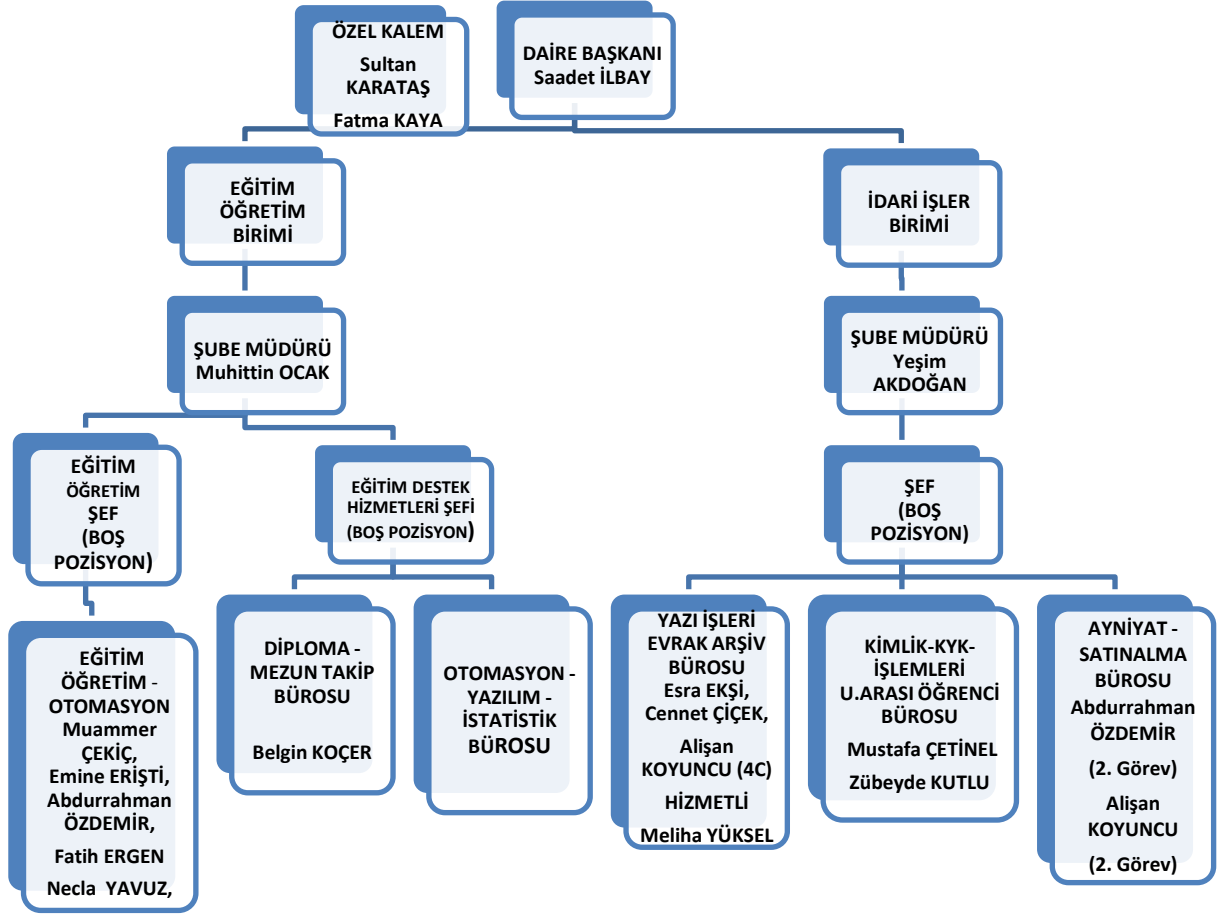 ÖZEL KALEM
Sultan
KARATAŞ
Fatma KAYA
DAİRE BAŞKANI
Saadet İLBAY
EĞİTİM
ÖĞRETİM
BİRİMİ
İDARİ İŞLER
BİRİMİ
ŞUBE MÜDÜRÜ
Muhittin OCAK
ŞUBE MÜDÜRÜ
Yeşim
AKDOĞAN
EĞİTİM
ÖĞRETİM
ŞEF
(BOŞ
POZİSYON)
EĞİTİM DESTEK
HİZMETLERİ ŞEFİ
(BOŞ POZİSYON)
ŞEF
(BOŞ
POZİSYON)
EĞİTİM
ÖĞRETİM -
OTOMASYON
Muammer
ÇEKİÇ,
Emine ERİŞTİ,
Abdurrahman
ÖZDEMİR,
Fatih ERGEN
Necla YAVUZ,
DİPLOMA -
MEZUN TAKİP
BÜROSU
Belgin KOÇER
OTOMASYON -
YAZILIM -
İSTATİSTİK
BÜROSU
YAZI İŞLERİ
EVRAK ARŞİV
BÜROSU
Esra EKŞİ,
Cennet ÇİÇEK,
Alişan
KOYUNCU (4C)
HİZMETLİ
Meliha YÜKSEL
KİMLİK-KYK-
İŞLEMLERİ
U.ARASI ÖĞRENCİ
BÜROSU
Mustafa ÇETİNEL
Zübeyde KUTLU
AYNİYAT -
SATINALMA
BÜROSU
Abdurrahman
ÖZDEMİR
(2. Görev)
Alişan
KOYUNCU
(2. Görev)